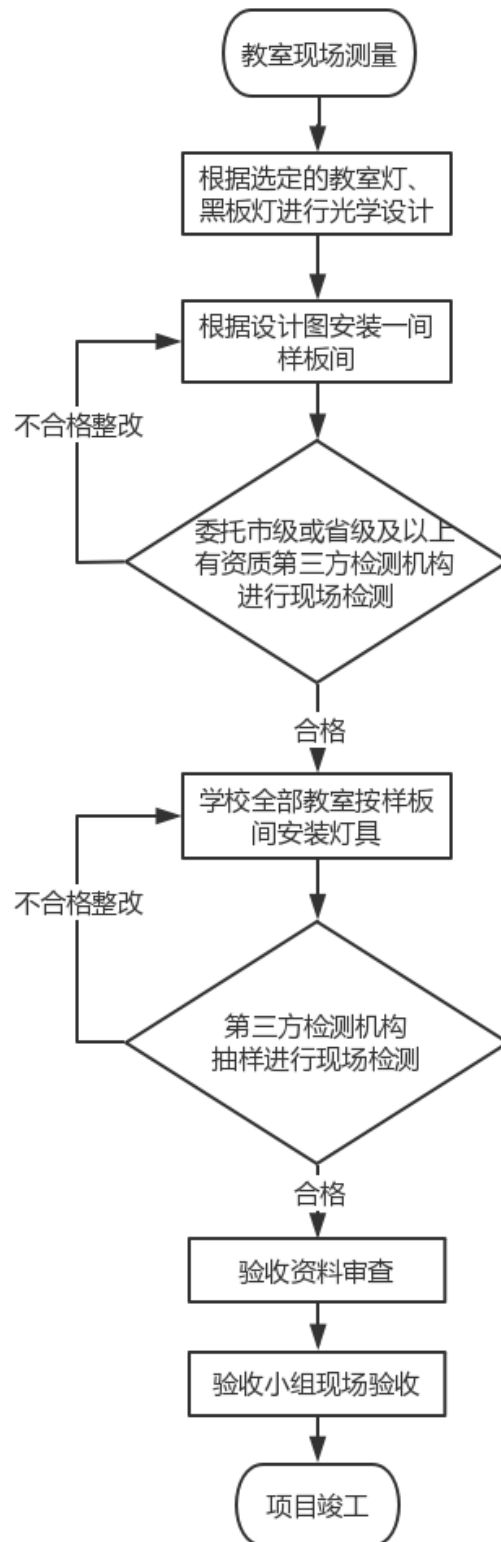 教室现场测量
根据选定的教室灯、
黑板灯进行光学设计
根据设计图安装一间
样板间
不合格整改
委托市级或省级及以上
有资质第三方检测机构
进行现场检测
合格
学校全部教室按样板
间安装灯具
不合格整改
第三方检测机构
抽样进行现场检测
合格
验收资料审查
验收小组现场验收
项目竣工